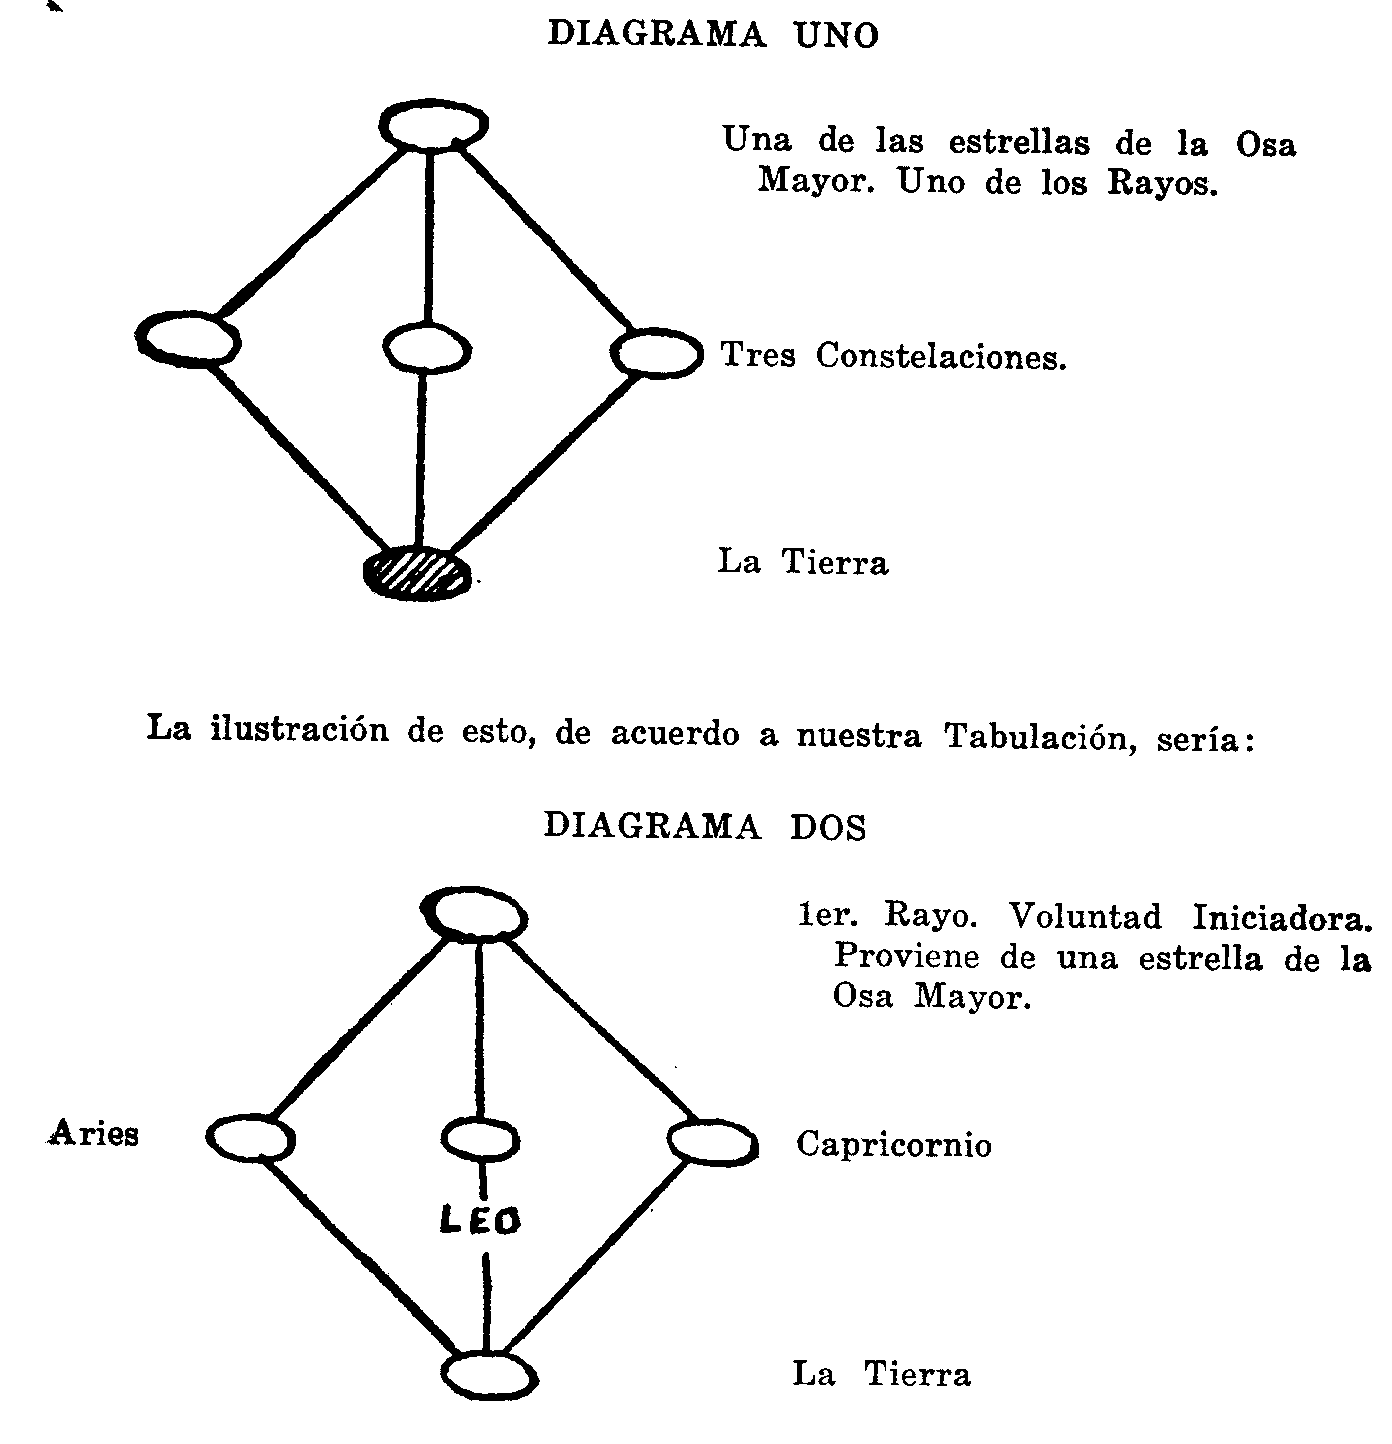 DIAGRAMA UNO
Una de las estrellas de la Osa
Mayor. Uno de los Rayos.
Tres Constelaciones.
La Tierra
La ilustración de esto, de acuerdo a nuestra Tabulación, sería:
DIAGRAMA DOS
1er. Rayo. Voluntad Iniciadora.
Proviene de una estrella de la
Osa Mayor.
Aries
Capricornio
LEO
La Tierra